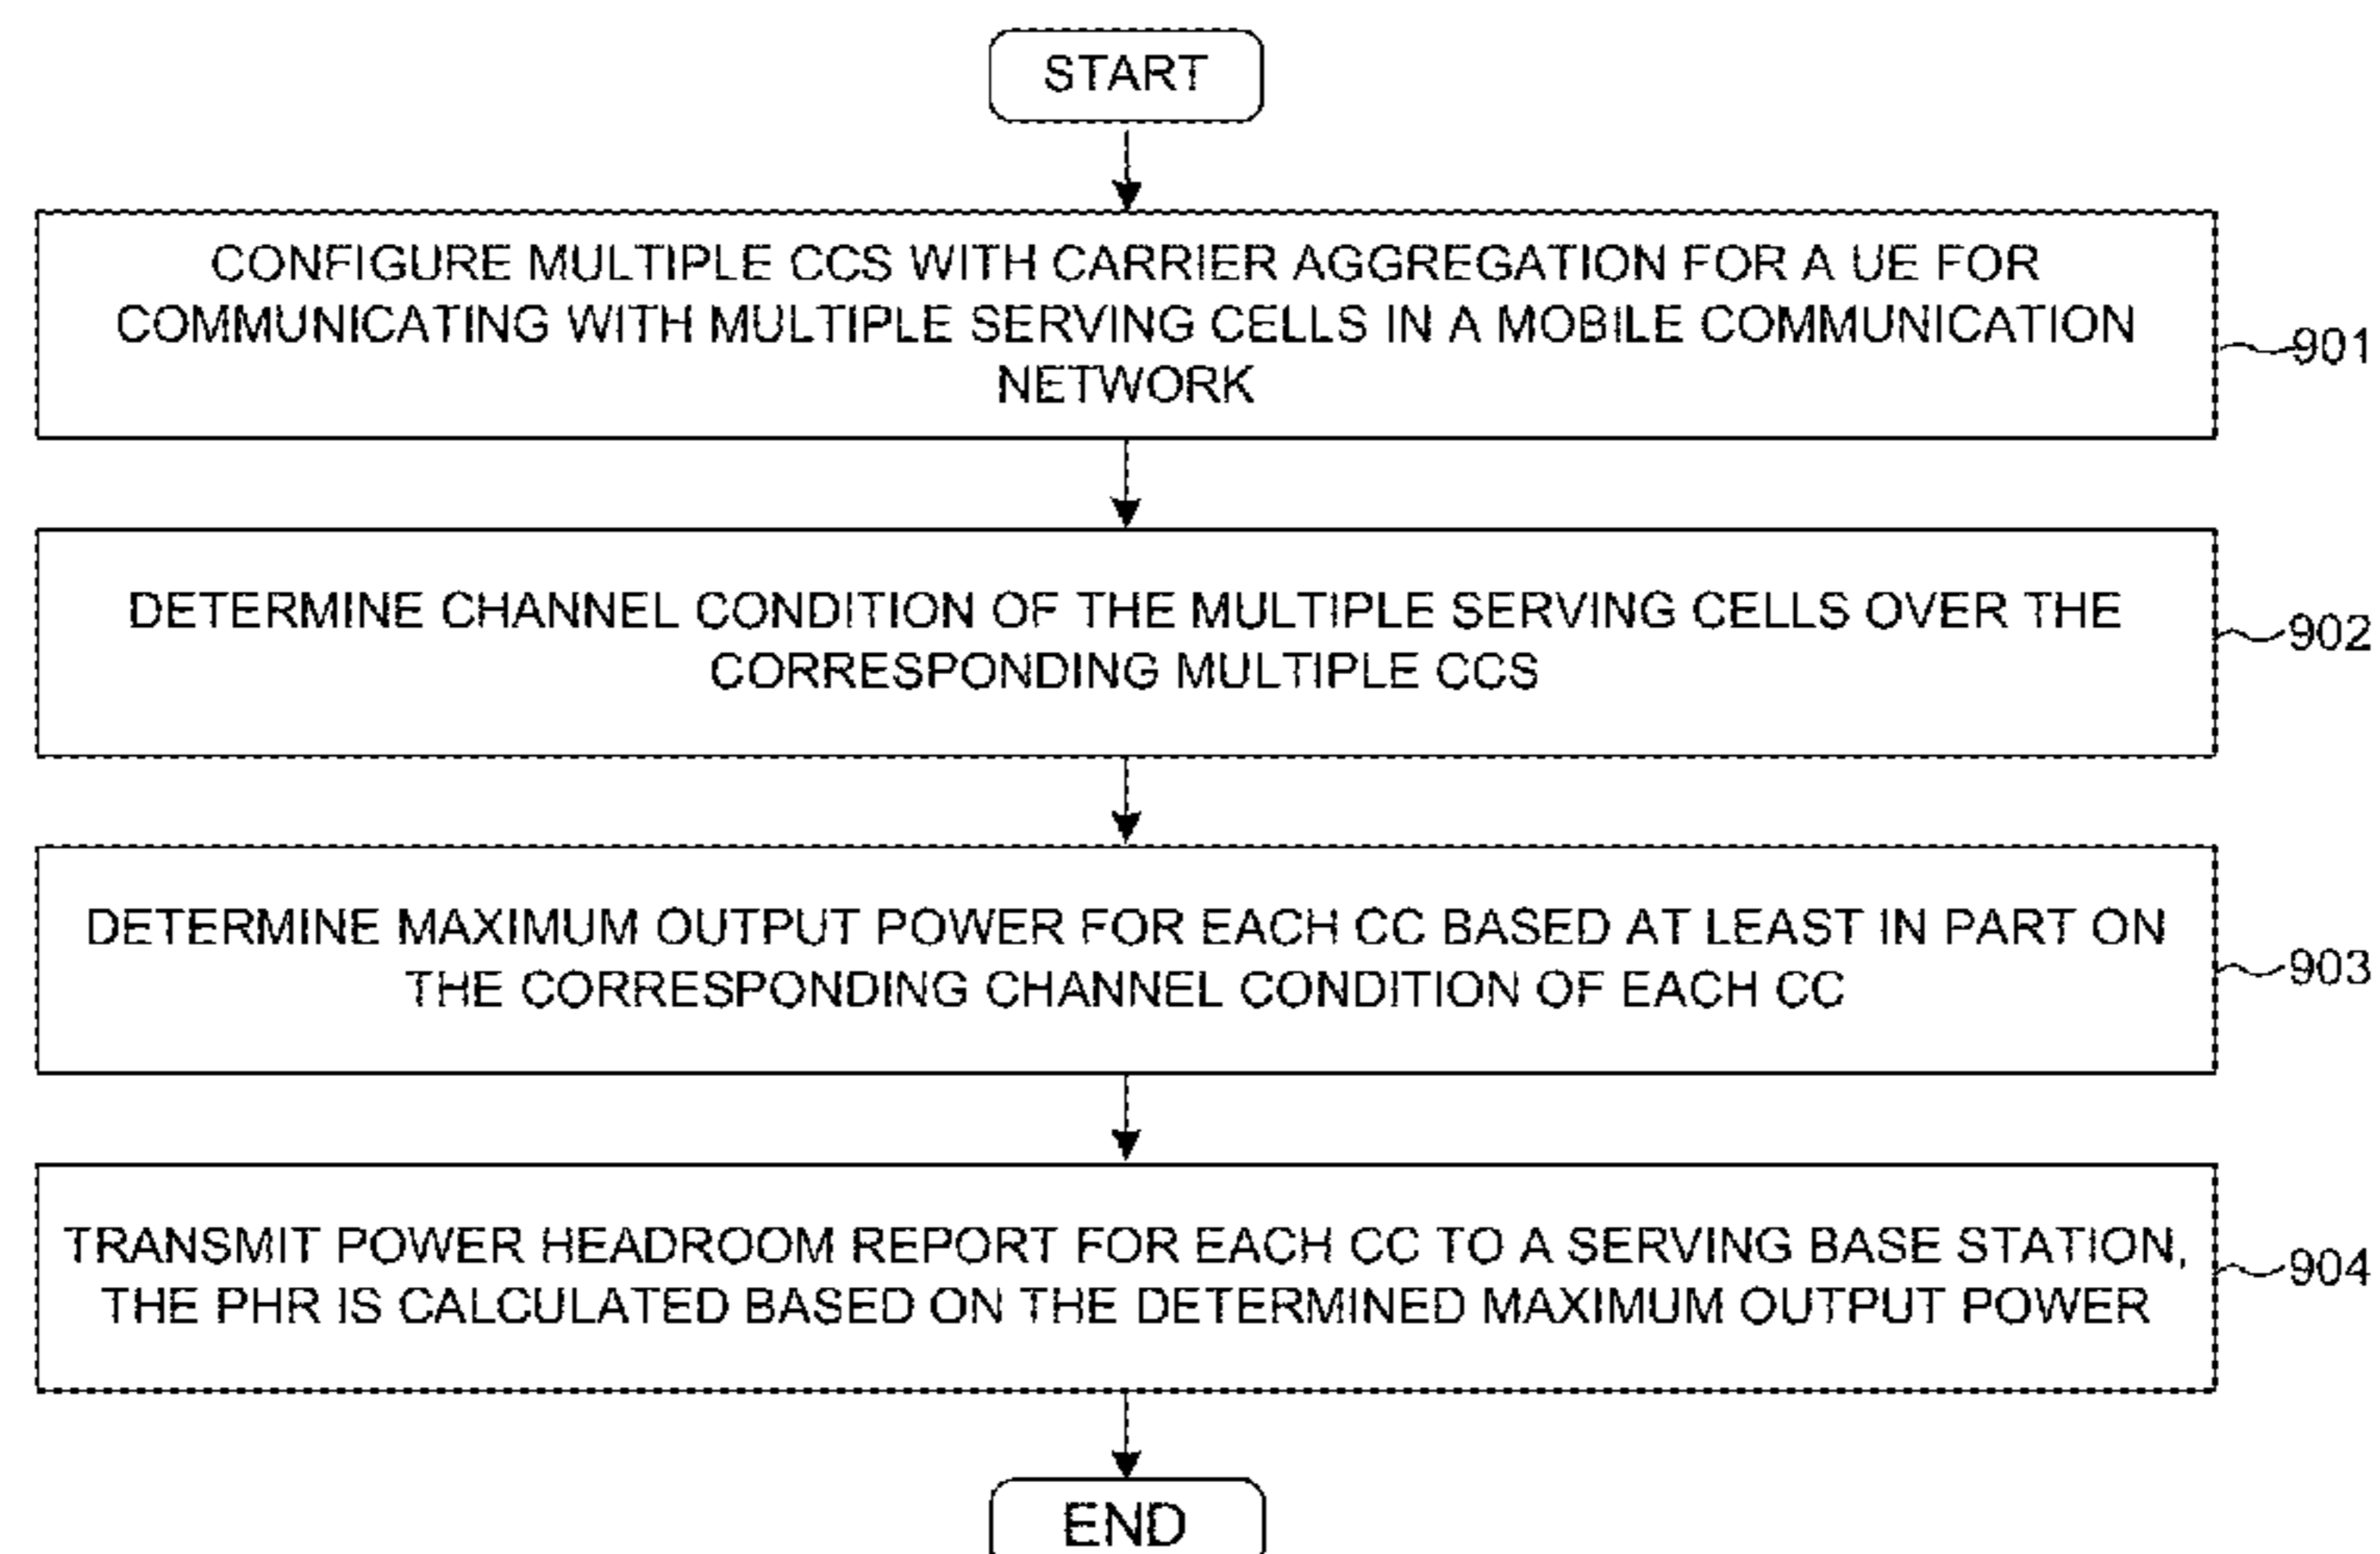 START
CONFIGURE MULTIPLE CCS WITH CARRIER AGGREGATION FOR A UE FOR
COMMUNICATING WITH MULTIPLE SERVING CELLS IN A MOBILE COMMUNICATION
NETWORK
901
DETERMINE CHANNEL CONDITION OF THE MULTIPLE SERVING CELLS OVER THE
CORRESPONDING MULTIPLE CCS
902
DETERMINE MAXIMUM OUTPUT POWER FOR EACH CC BASED AT LEAST IN PART ON
THE CORRESPONDING CHANNEL CONDITION OF EACH CC
903
TRANSMIT POWER HEADROOM REPORT FOR EACH CC TO A SERVING BASE STATION,
THE PHR IS CALCULATED BASED ON THE DETERMINED MAXIMUM OUTPUT POWER
904
END